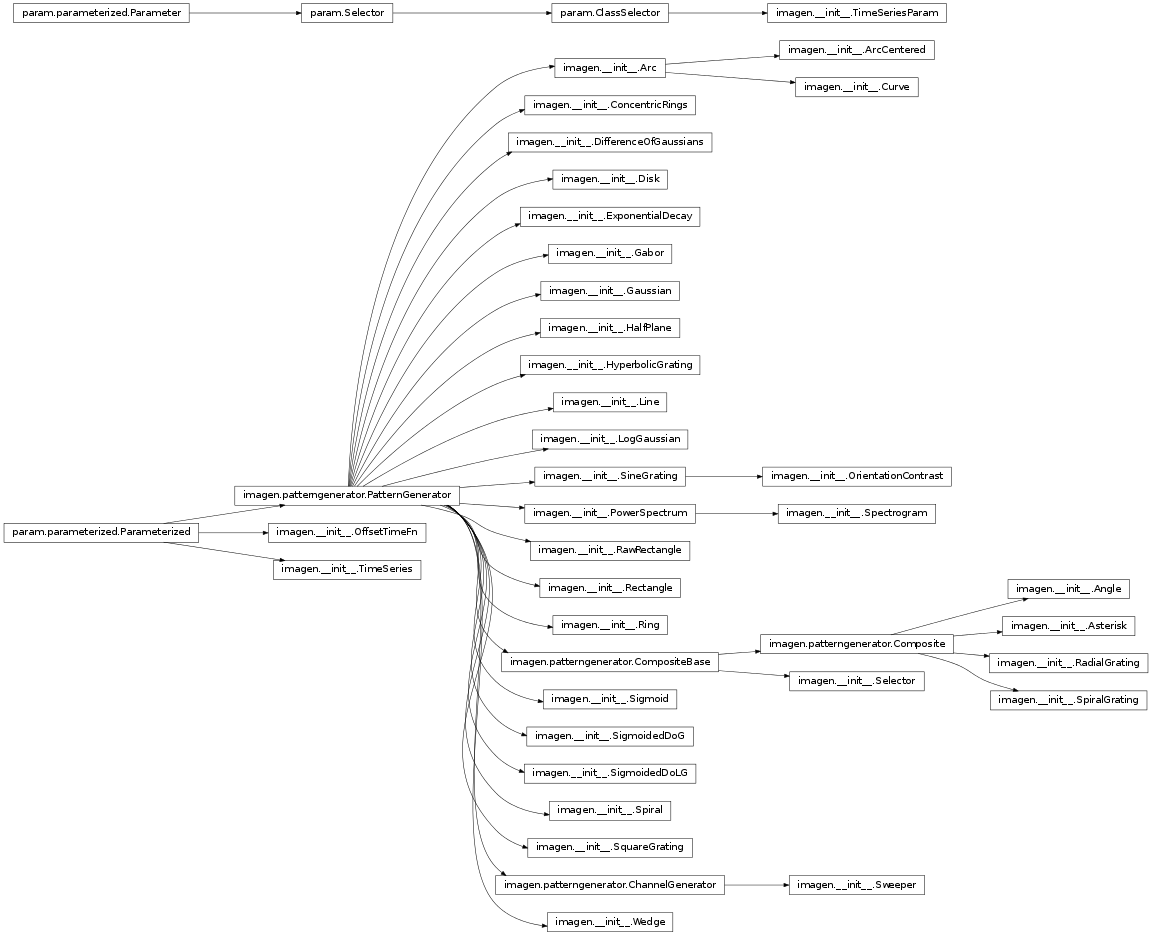 param.parameterized.Parameter
param.Selector
param.ClassSelector
imagen.__init__.TimeSeriesParam
imagen.__init__.ArcCentered
imagen.__init__.Arc
imagen.__init__.Curve
imagen.__init__.ConcentricRings
imagen.__init__.DifferenceOfGaussians
imagen.__init__.Disk
imagen.__init__.ExponentialDecay
imagen.__init__.Gabor
imagen.__init__.Gaussian
imagen.__init__.HalfPlane
imagen.__init__.HyperbolicGrating
imagen.__init__.Line
imagen.__init__.LogGaussian
imagen.__init__.SineGrating
imagen.__init__.OrientationContrast
imagen.patterngenerator.PatternGenerator
imagen.__init__.PowerSpectrum
imagen.__init__.Spectrogram
param.parameterized.Parameterized
imagen.__init__.OffsetTimeFn
imagen.__init__.RawRectangle
imagen.__init__.TimeSeries
imagen.__init__.Rectangle
imagen.__init__.Angle
imagen.__init__.Ring
imagen.__init__.Asterisk
imagen.patterngenerator.Composite
imagen.patterngenerator.CompositeBase
imagen.__init__.RadialGrating
imagen.__init__.Selector
imagen.__init__.Sigmoid
imagen.__init__.SpiralGrating
imagen.__init__.SigmoidedDoG
imagen.__init__.SigmoidedDoLG
imagen.__init__.Spiral
imagen.__init__.SquareGrating
imagen.patterngenerator.ChannelGenerator
imagen.__init__.Sweeper
imagen.__init__.Wedge